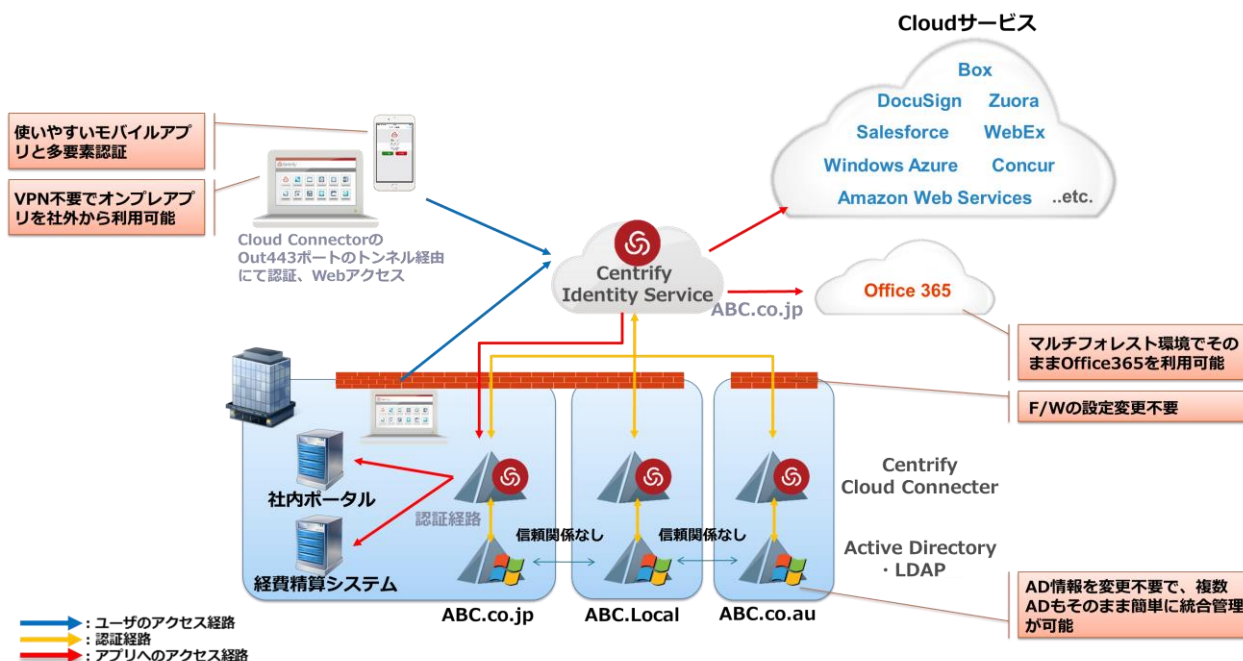 Cloudサービス
Box
DocuSign Zuora
Salesforce WebEx
Windows Azure Concur
Amazon Web Services ..etc.
使いやすいモバイルアプ
リと多要素認証
VPN不要でオンプレアプ
リを社外から利用可能
Cloud Connectorの
Out443ポートのトンネル経由
にて認証、Webアクセス
Centrify
Identity Service
ABC.co.jp
Office 365
マルチフォレスト環境でその
ままOffice365を利用可能
F/Wの設定変更不要
社内ポータル
経費精算システム
認証経路
信頼関係なし
信頼関係なし
Centrify
Cloud Connecter
Active Directory
・LDAP
ABC.co.jp
ABC.Local
ABC.co.au
AD情報を変更不要で、複数
ADもそのまま簡単に統合管理
が可能
：ユーザのアクセス経路
：認証経路
：アプリへのアクセス経路